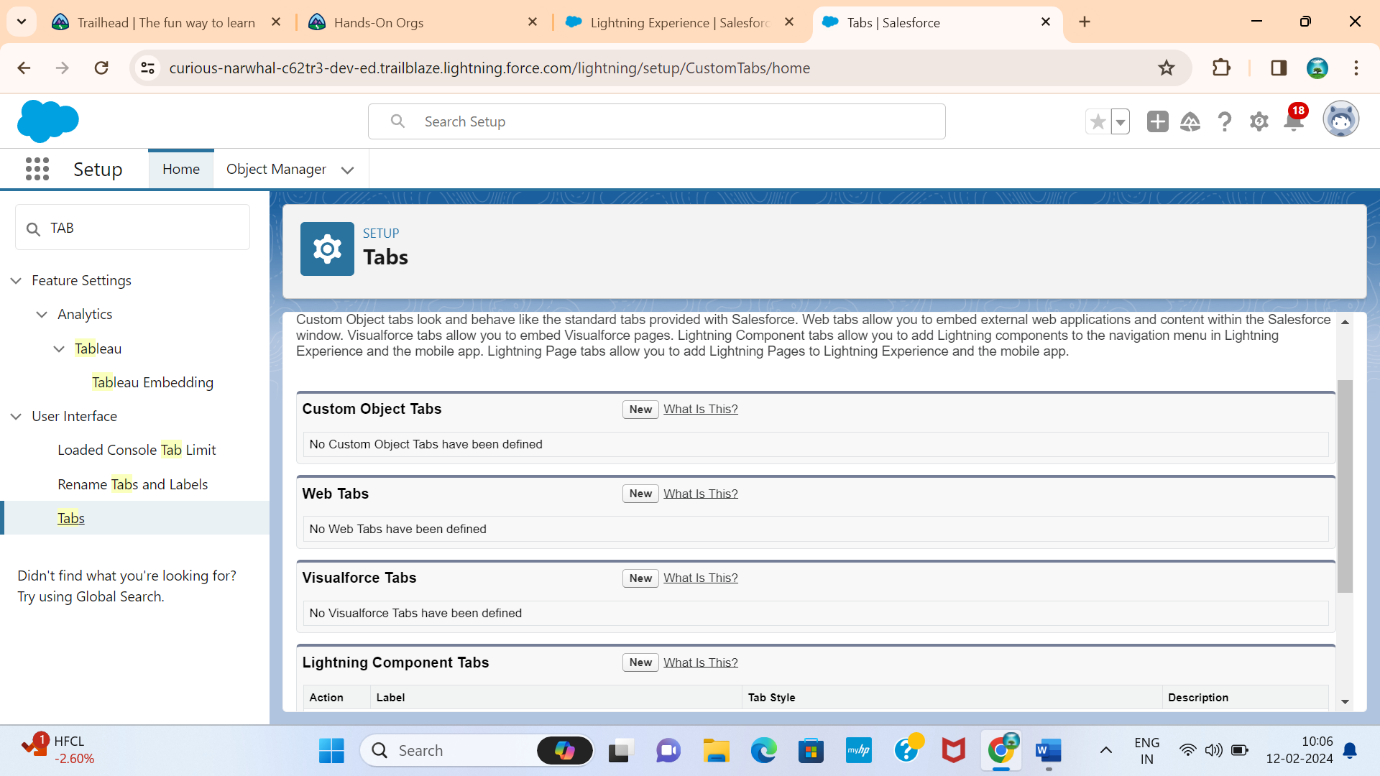 Trailhead | The fun way to learn
Hands-On Orgs
Lightning Experience | Salesforc
Tabs | Salesforce
curious-narwhal-c62tr3-dev-ed.trailblaze.lightning.force.com/lightning/setup/CustomTabs/home
Search Setup
18
Setup
Home
Object Manager
TAB
Feature Settings
Analytics
Tableau
Tableau Embedding
User Interface
Loaded Console Tab Limit
Rename Tabs and Labels
Tabs
Didn't find what you're looking for?
Try using Global Search.
SETUP
Tabs
Custom Object tabs look and behave like the standard tabs provided with Salesforce. Web tabs allow you to embed external web applications and content within the Salesforce
window. Visualforce tabs allow you to embed Visualforce pages. Lightning Component tabs allow you to add Lightning components to the navigation menu in Lightning
Experience and the mobile app. Lightning Page tabs allow you to add Lightning Pages to Lightning Experience and the mobile app.
Custom Object Tabs New What Is This?
No Custom Object Tabs have been defined
Web Tabs New What Is This?
No Web Tabs have been defined
Visualforce Tabs New What Is This?
No Visualforce Tabs have been defined
Lightning Component Tabs New What Is This?
Action Label Tab Style Description
1
HFCL
-2.60%
Search
myhp
W
ENG
IN
10:06
12-02-2024